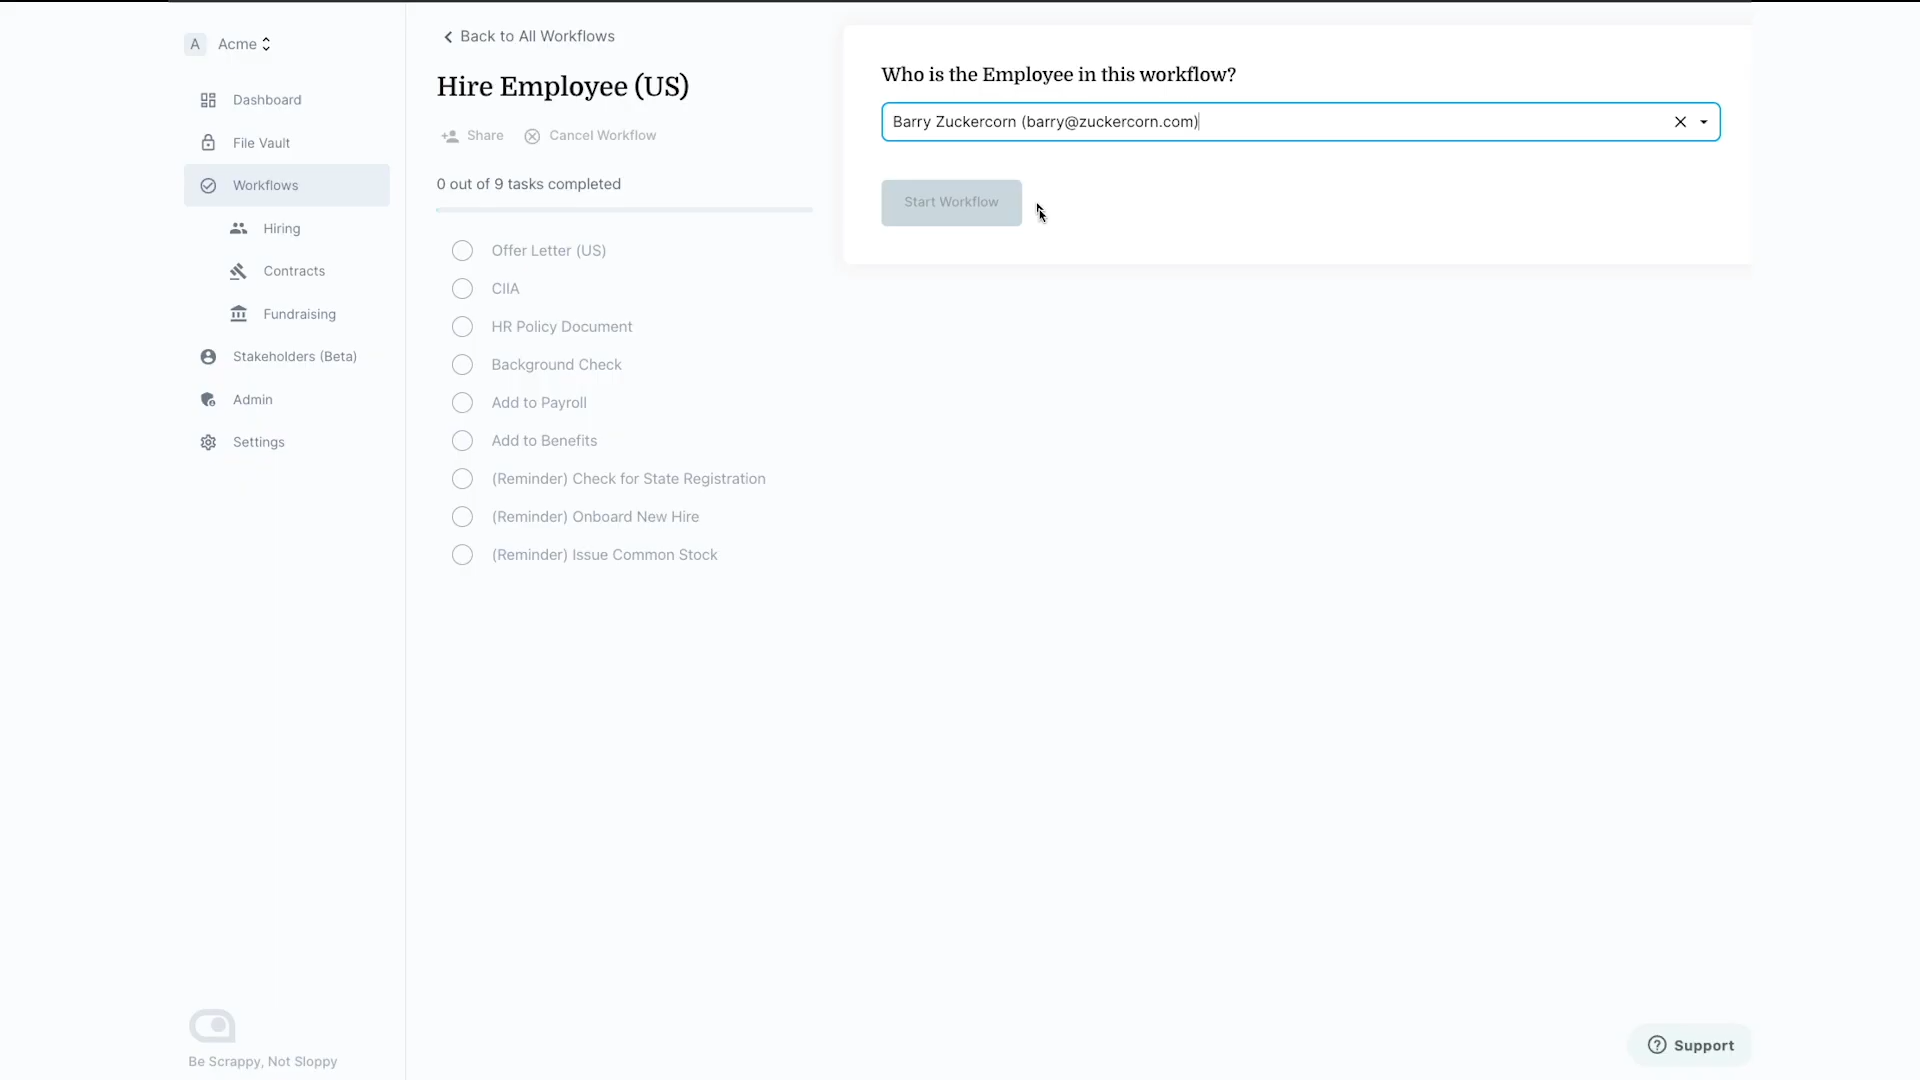 A Acme
Dashboard
File Vault
Workflows
Hiring
Contracts
Fundraising
Stakeholders (Beta)
Admin
Settings
Be Scrappy, Not Sloppy
Back to All Workflows
Hire Employee (US)
Share Cancel Workflow
0 out of 9 tasks completed
Offer Letter (US)
CIIA
HR Policy Document
Background Check
Add to Payroll
Add to Benefits
(Reminder) Check for State Registration
(Reminder) Onboard New Hire
(Reminder) Issue Common Stock
Who is the Employee in this workflow?
Barry Zuckercorn (barry@zuckercorn.com)
Start Workflow
Support